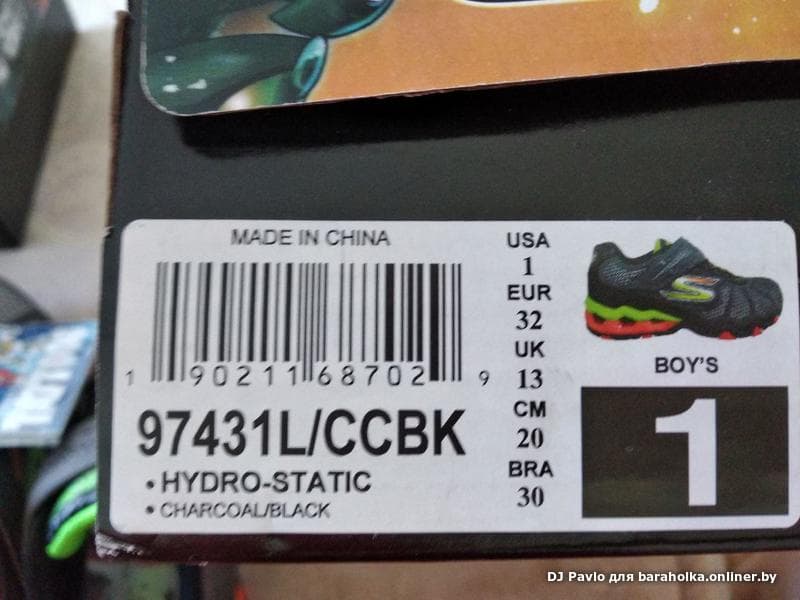 MADE IN CHINA
1 90211 68702 9
97431L/CCBK
• HYDRO-STATIC
• CHARCOAL/BLACK
USA
1
EUR
32
UK
13
CM
20
BRA
30
BOY'S
1
DJ Pavlo для baraholka.onliner.by